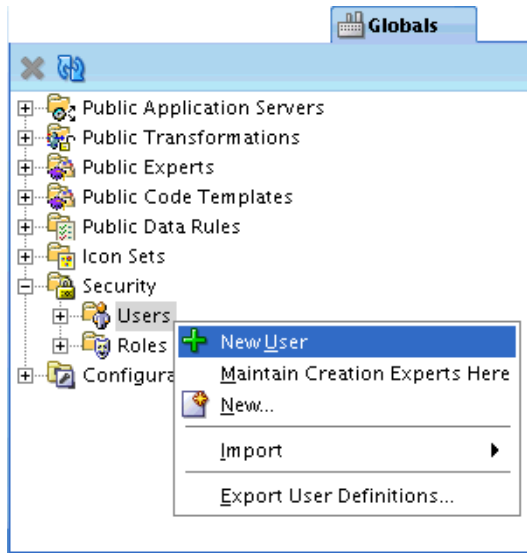 Globals
Public Application Servers
Public Transformations
Public Experts
Public Code Templates
Public Data Rules
Icon Sets
Security
Users
New User
Roles
Maintain Creation Experts Here
Configura
New...
Import
Export User Definitions...